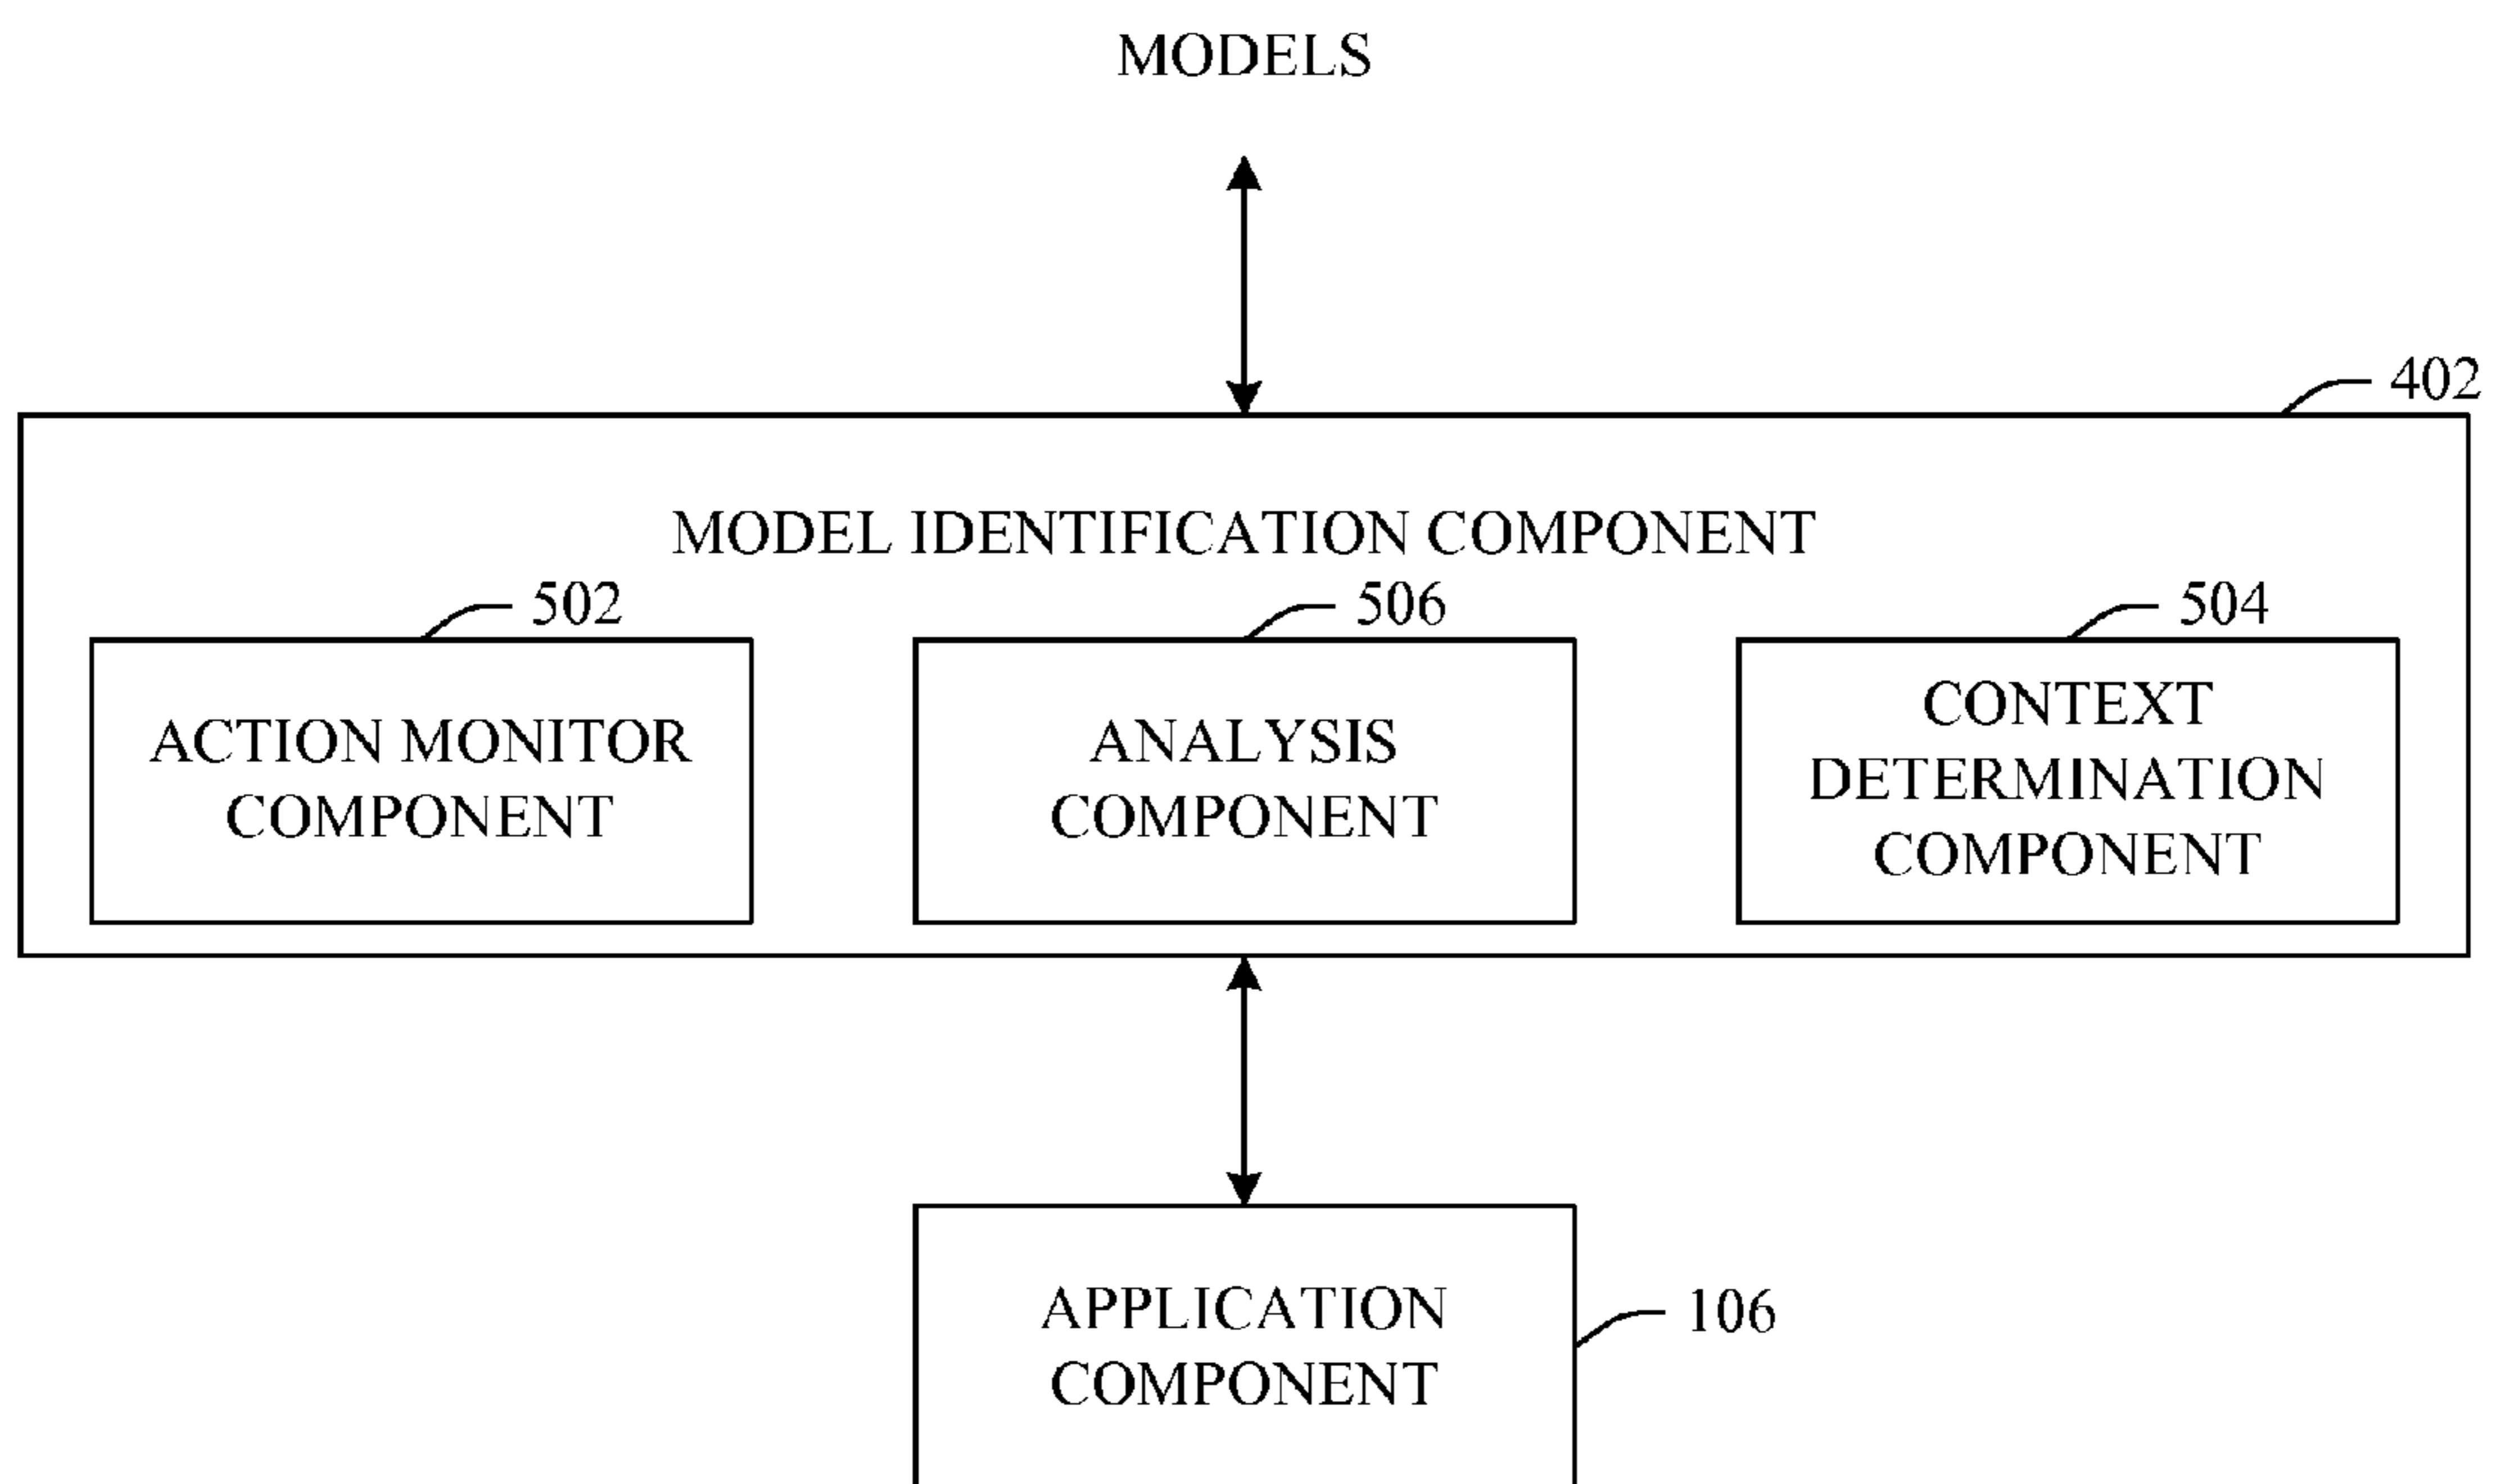 MODELS
402
MODEL IDENTIFICATION COMPONENT
502
506
504
ACTION MONITOR
COMPONENT
ANALYSIS
COMPONENT
CONTEXT
DETERMINATION
COMPONENT
APPLICATION
COMPONENT
106